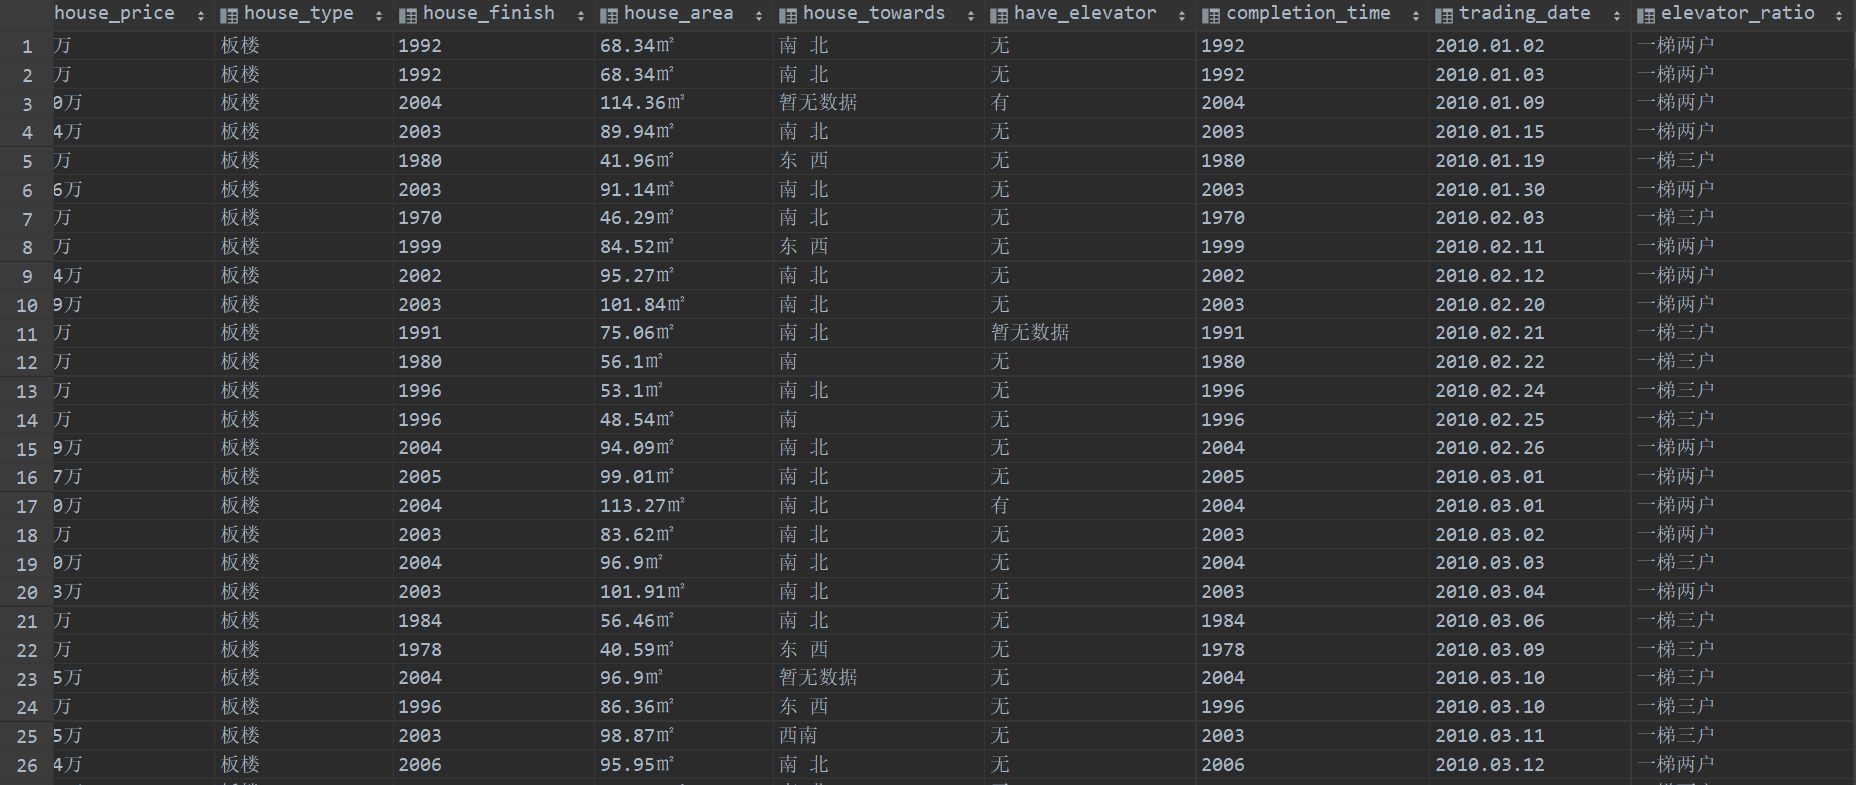 house_price house_type house_finish house_area house_towards have_elevator completion_time trading_date elevator_ratio
1 万 板楼 1992 68.34㎡ 南 北 无 1992 2010.01.02 一梯两户
2 万 板楼 1992 68.34㎡ 南 北 无 1992 2010.01.03 一梯两户
3 0万 板楼 2004 114.36㎡ 暂无数据 有 2004 2010.01.09 一梯两户
4 4万 板楼 2003 89.94㎡ 南 北 无 2003 2010.01.15 一梯两户
5 万 板楼 1980 41.96㎡ 东 西 无 1980 2010.01.19 一梯三户
6 6万 板楼 2003 91.14㎡ 南 北 无 2003 2010.01.30 一梯两户
7 万 板楼 1970 46.29㎡ 南 北 无 1970 2010.02.03 一梯三户
8 万 板楼 1999 84.52㎡ 东 西 无 1999 2010.02.11 一梯两户
9 4万 板楼 2002 95.27㎡ 南 北 无 2002 2010.02.12 一梯两户
10 9万 板楼 2003 101.84㎡ 南 北 无 2003 2010.02.20 一梯两户
11 万 板楼 1991 75.06㎡ 南 北 暂无数据 1991 2010.02.21 一梯三户
12 万 板楼 1980 56.1㎡ 南 无 1980 2010.02.22 一梯三户
13 万 板楼 1996 53.1㎡ 南 北 无 1996 2010.02.24 一梯三户
14 万 板楼 1996 48.54㎡ 南 无 1996 2010.02.25 一梯三户
15 9万 板楼 2004 94.09㎡ 南 北 无 2004 2010.02.26 一梯两户
16 7万 板楼 2005 99.01㎡ 南 北 无 2005 2010.03.01 一梯两户
17 0万 板楼 2004 113.27㎡ 南 北 有 2004 2010.03.01 一梯两户
18 万 板楼 2003 83.62㎡ 南 北 无 2003 2010.03.02 一梯两户
19 0万 板楼 2004 96.9㎡ 南 北 无 2004 2010.03.03 一梯三户
20 3万 板楼 2003 101.91㎡ 南 北 无 2003 2010.03.04 一梯两户
21 万 板楼 1984 56.46㎡ 南 北 无 1984 2010.03.06 一梯三户
22 万 板楼 1978 40.59㎡ 东 西 无 1978 2010.03.09 一梯三户
23 5万 板楼 2004 96.9㎡ 暂无数据 无 2004 2010.03.10 一梯三户
24 万 板楼 1996 86.36㎡ 东 西 无 1996 2010.03.10 一梯三户
25 5万 板楼 2003 98.87㎡ 西南 无 2003 2010.03.11 一梯三户
26 4万 板楼 2006 95.95㎡ 南 北 无 2006 2010.03.12 一梯两户